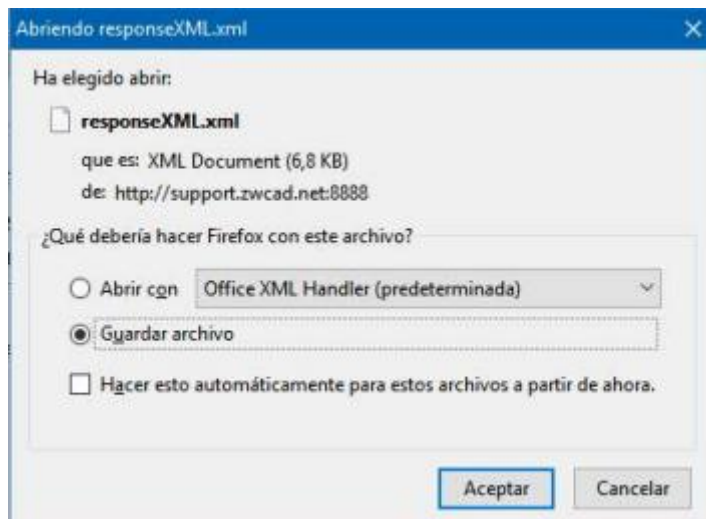 Abriendo responseXML.xml
Ha elegido abrir:
responseXML.xml
que es: XML Document (6,8 KB)
de: http://support.zwcad.net:8888
¿Qué debería hacer Firefox con este archivo?
Abrir con Office XML Handler (predeterminada)
Guardar archivo
Hacer esto automáticamente para estos archivos a partir de ahora.
Aceptar Cancelar